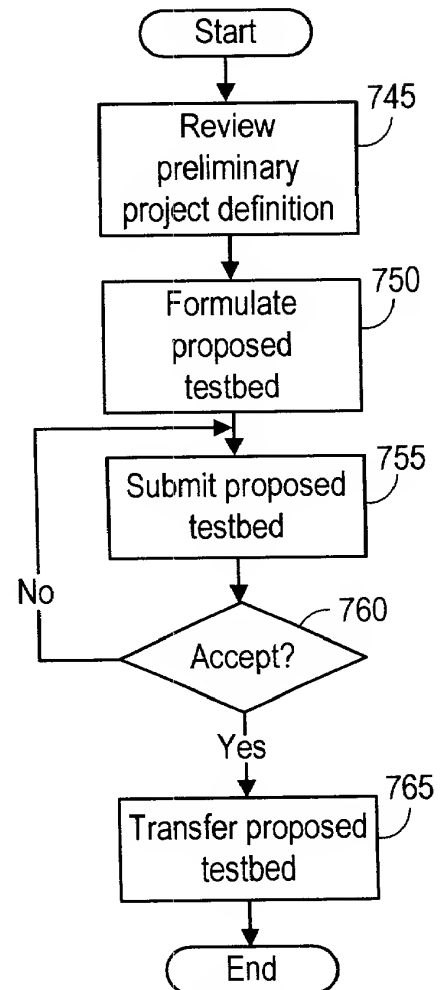 Start
745
Review
preliminary
project definition
750
Formulate
proposed
testbed
755
Submit proposed
testbed
No
760
Accept?
Yes
765
Transfer proposed
testbed
End